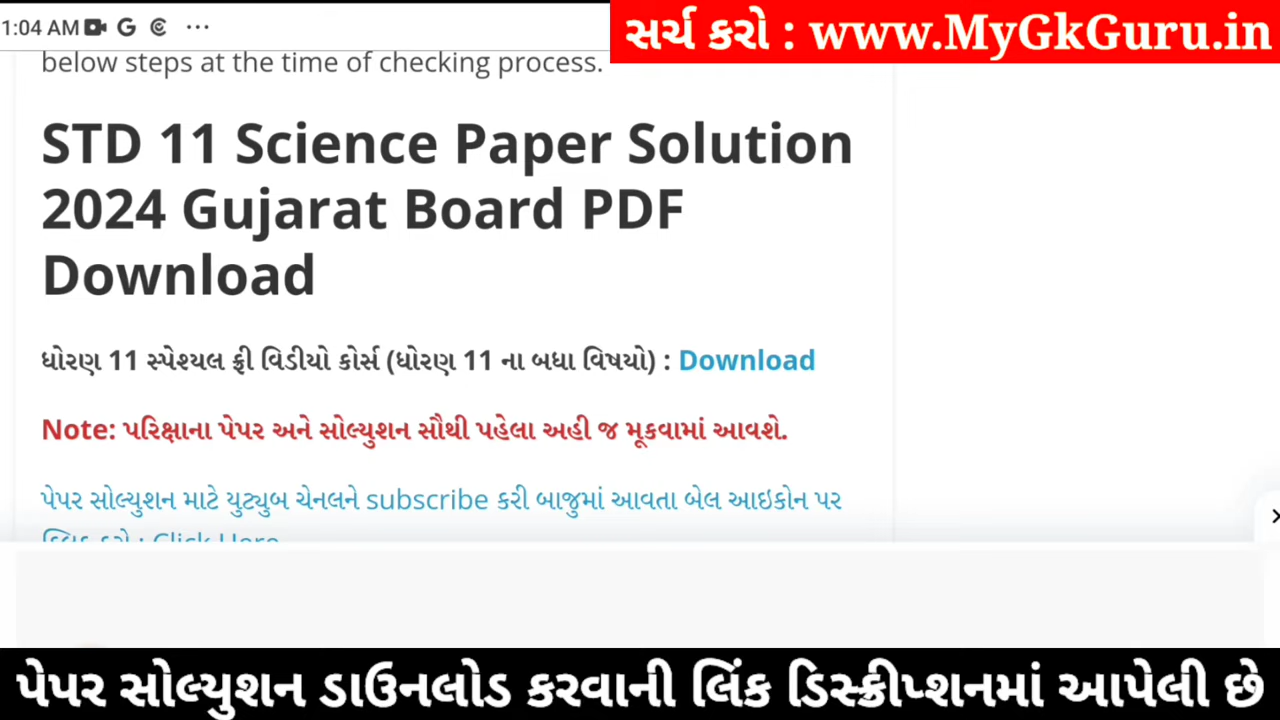 1:04 AM
સર્ચ કરો : www.MyGkGuru.in
below steps at the time of checking process.
STD 11 Science Paper Solution
2024 Gujarat Board PDF
Download
ધોરણ 11 સ્પેશ્યલ ફ્રી વિડીયો કોર્સ (ધોરણ 11 ના બધા વિષયો) : Download
Note: પરિક્ષાના પેપર અને સોલ્યુશન સૌથી પહેલા અહી જ મૂકવામાં આવશે.
પેપર સોલ્યુશન માટે યુટ્યુબ ચેનલને subscribe કરી બાજુમાં આવતા બેલ આઇકોન પર
: Click Here
પેપર સોલ્યુશન ડાઉનલોડ કરવાની લિંક ડિસ્ક્રીપ્શનમાં આપેલી છે